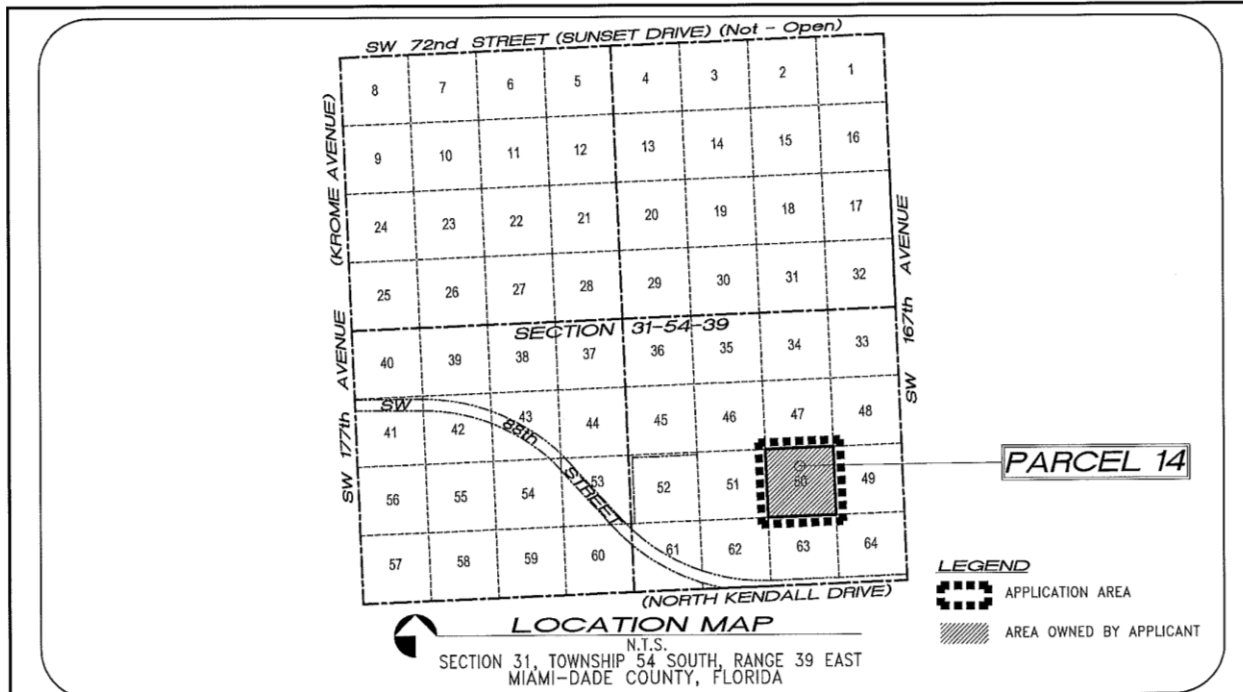 SW 72nd STREET (SUNSET DRIVE) (Not - Open)
8 7 6 5 4 3 2 1
9 10 11 12 13 14 15 16
24 23 22 21 20 19 18 17
25 26 27 28 29 30 31 32
SW 177th AVENUE (KROME AVENUE)
SW 167th AVENUE
SECTION 31-54-39
40 39 38 37 36 35 34 33
SW 88th STREET
41 42 43 44 45 46 47 48
56 55 54 53 52 51 50 49
57 58 59 60 61 62 63 64
PARCEL 14
(NORTH KENDALL DRIVE)
LEGEND
APPLICATION AREA
AREA OWNED BY APPLICANT
LOCATION MAP
N.T.S.
SECTION 31, TOWNSHIP 54 SOUTH, RANGE 39 EAST
MIAMI-DADE COUNTY, FLORIDA